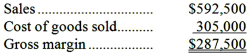 Sales.............................. $592,500
Cost of goods sold.......... 305,000
Gross margin.................. $287,500